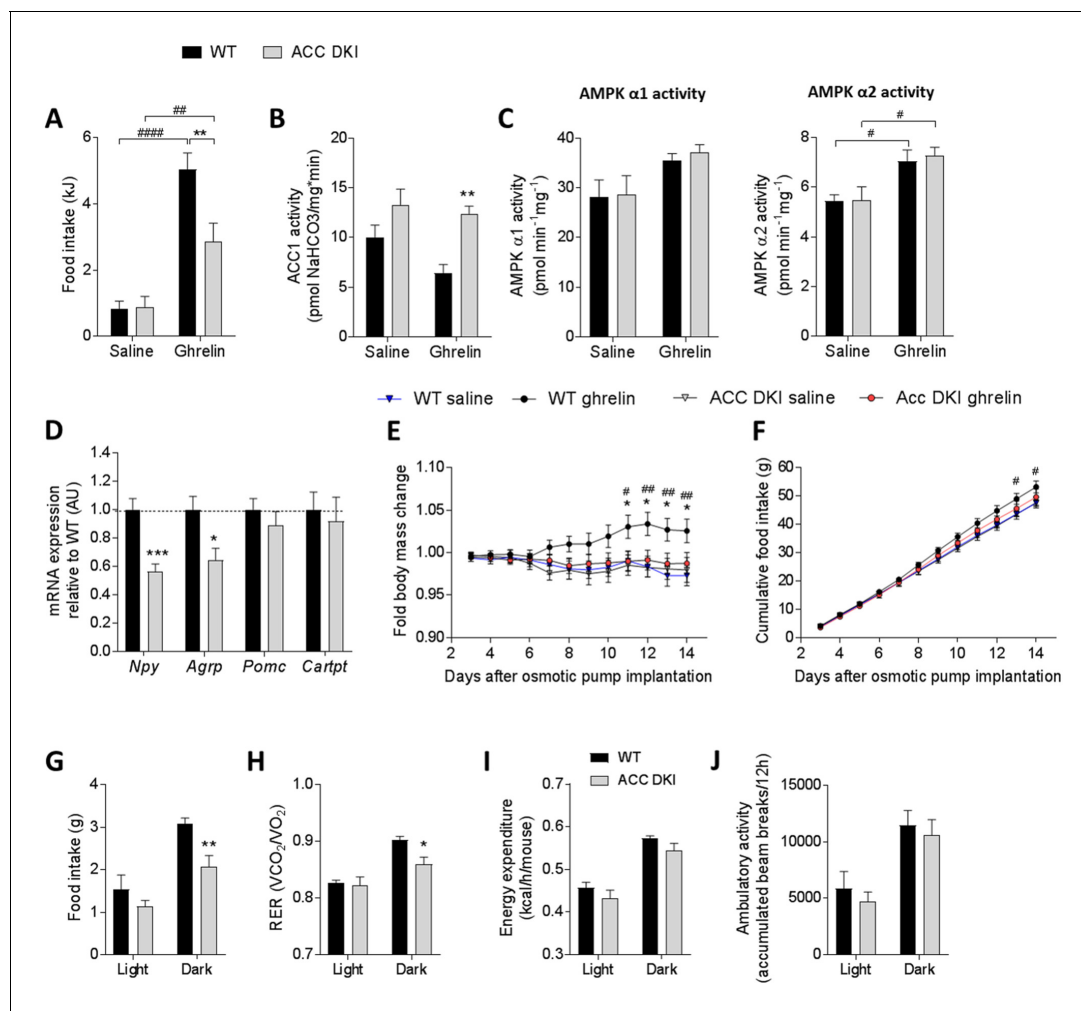 WT ACC DKI
A
## 
#### **
Food intake (kJ)
6
4
2
0
Saline Ghrelin
B
ACC1 activity
(pmol NaHCO3/mg*min)
20
15
10
5
0
**
Saline Ghrelin
C
AMPK α1 activity
AMPK α1 activity
(pmol min⁻¹mg⁻¹)
40
30
20
10
0
Saline Ghrelin
AMPK α2 activity
#
#
AMPK α2 activity
(pmol min⁻¹mg⁻¹)
8
6
4
2
0
Saline Ghrelin
WT saline WT ghrelin ACC DKI saline Acc DKI ghrelin
D
mRNA expression
relative to WT (AU)
1.4
1.2
1.0
0.8
0.6
0.4
0.2
0.0
*** *
Npy Agrp Pomc Cartpt
E
Fold body mass change
1.10
1.05
1.00
0.95
0.90
# ## ## ##
* * * *
2 4 6 8 10 12 14
Days after osmotic pump implantation
F
Cumulative food intake (g)
60
50
40
30
20
10
0
# #
2 4 6 8 10 12 14
Days after osmotic pump implantation
G
Food intake (g)
4
3
2
1
0
**
Light Dark
H
RER (VCO₂/VO₂)
1.0
0.9
0.8
0.7
*
Light Dark
I
WT
ACC DKI
Energy expenditure
(kcal/h/mouse)
0.7
0.6
0.5
0.4
0.3
Light Dark
J
Ambulatory activity
(accumulated beam breaks/12h)
15000
10000
5000
0
Light Dark